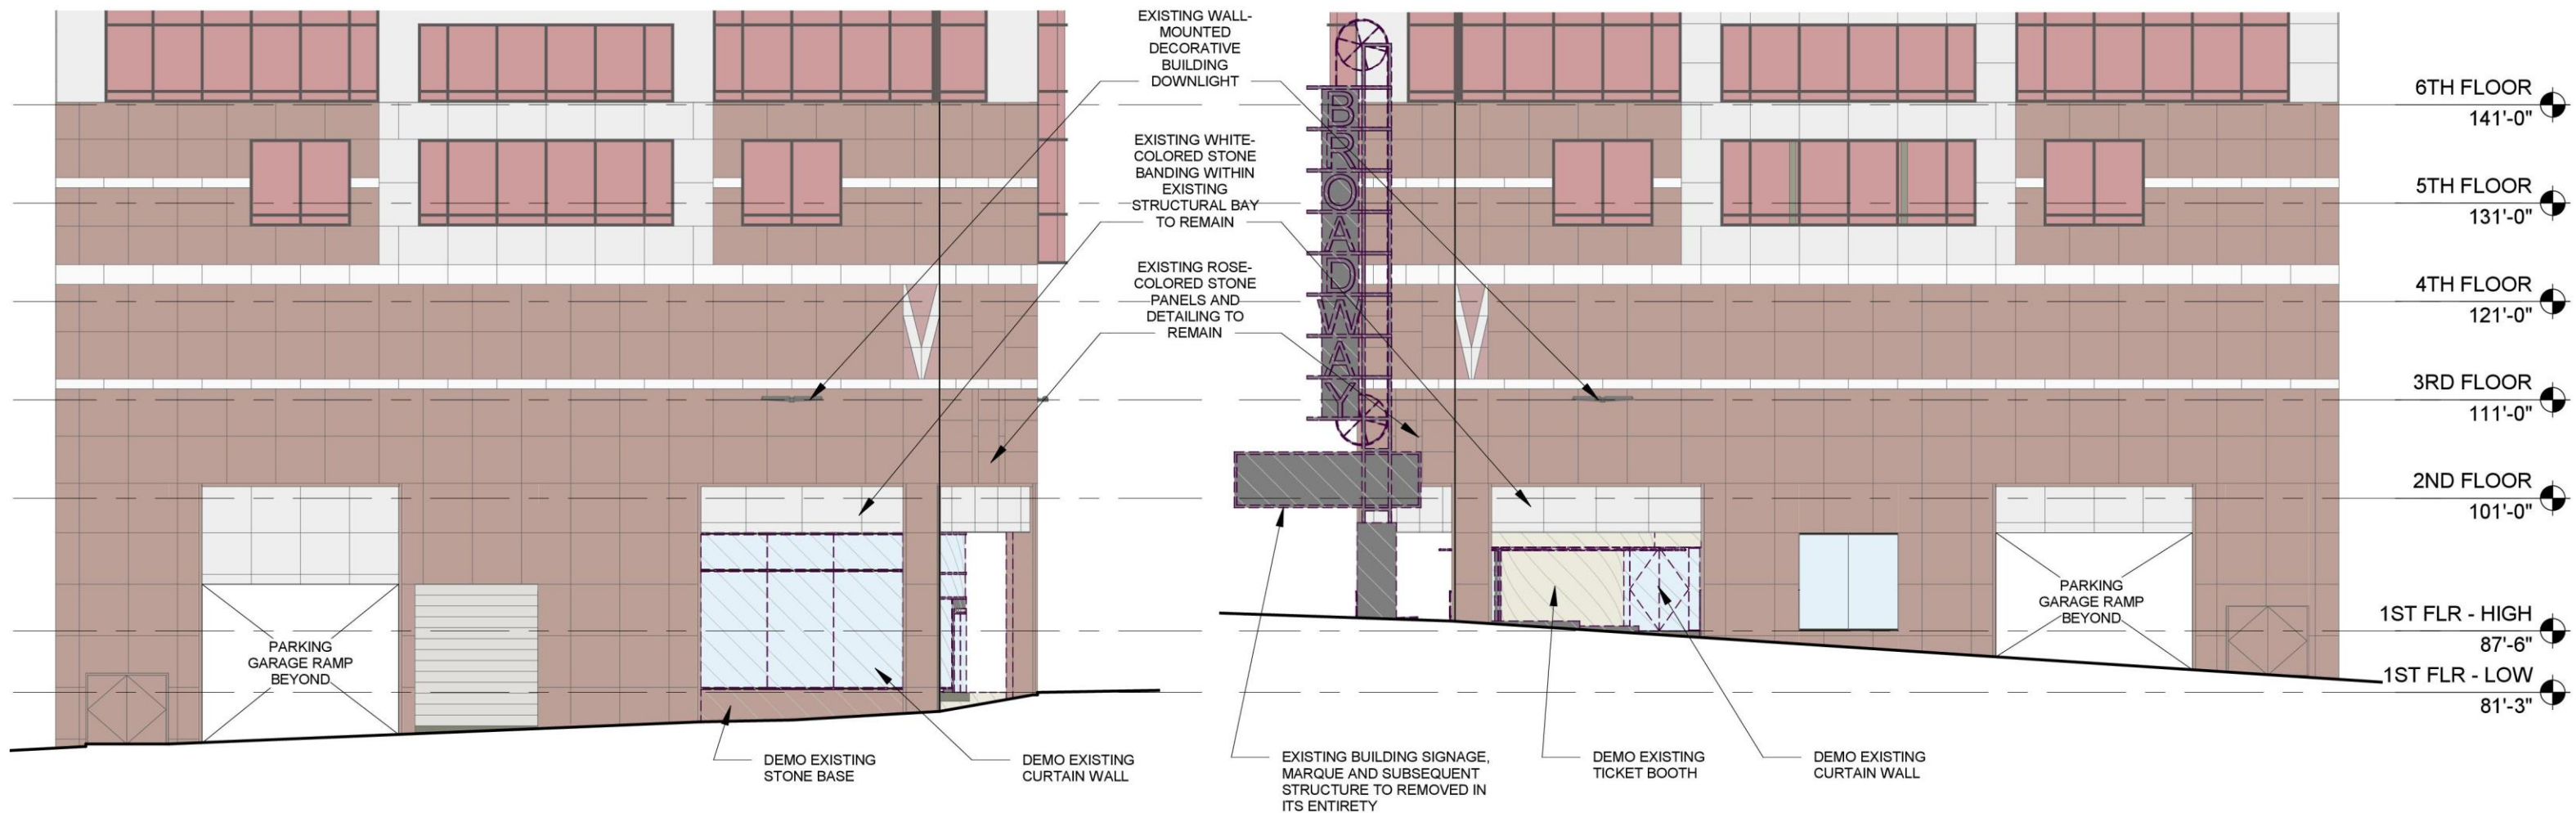 EXISTING WALL-
MOUNTED
DECORATIVE
BUILDING
DOWNLIGHT
EXISTING WHITE-
COLORED STONE
BANDING WITHIN
EXISTING
STRUCTURAL BAY
TO REMAIN
EXISTING ROSE-
COLORED STONE
PANELS AND
DETAILING TO
REMAIN
BROADWAY
6TH FLOOR
141'-0"
5TH FLOOR
131'-0"
4TH FLOOR
121'-0"
3RD FLOOR
111'-0"
2ND FLOOR
101'-0"
1ST FLR - HIGH
87'-6"
1ST FLR - LOW
81'-3"
PARKING
GARAGE RAMP
BEYOND
PARKING
GARAGE RAMP
BEYOND
DEMO EXISTING
STONE BASE
DEMO EXISTING
CURTAIN WALL
EXISTING BUILDING SIGNAGE,
MARQUE AND SUBSEQUENT
STRUCTURE TO REMOVED IN
ITS ENTIRETY
DEMO EXISTING
TICKET BOOTH
DEMO EXISTING
CURTAIN WALL